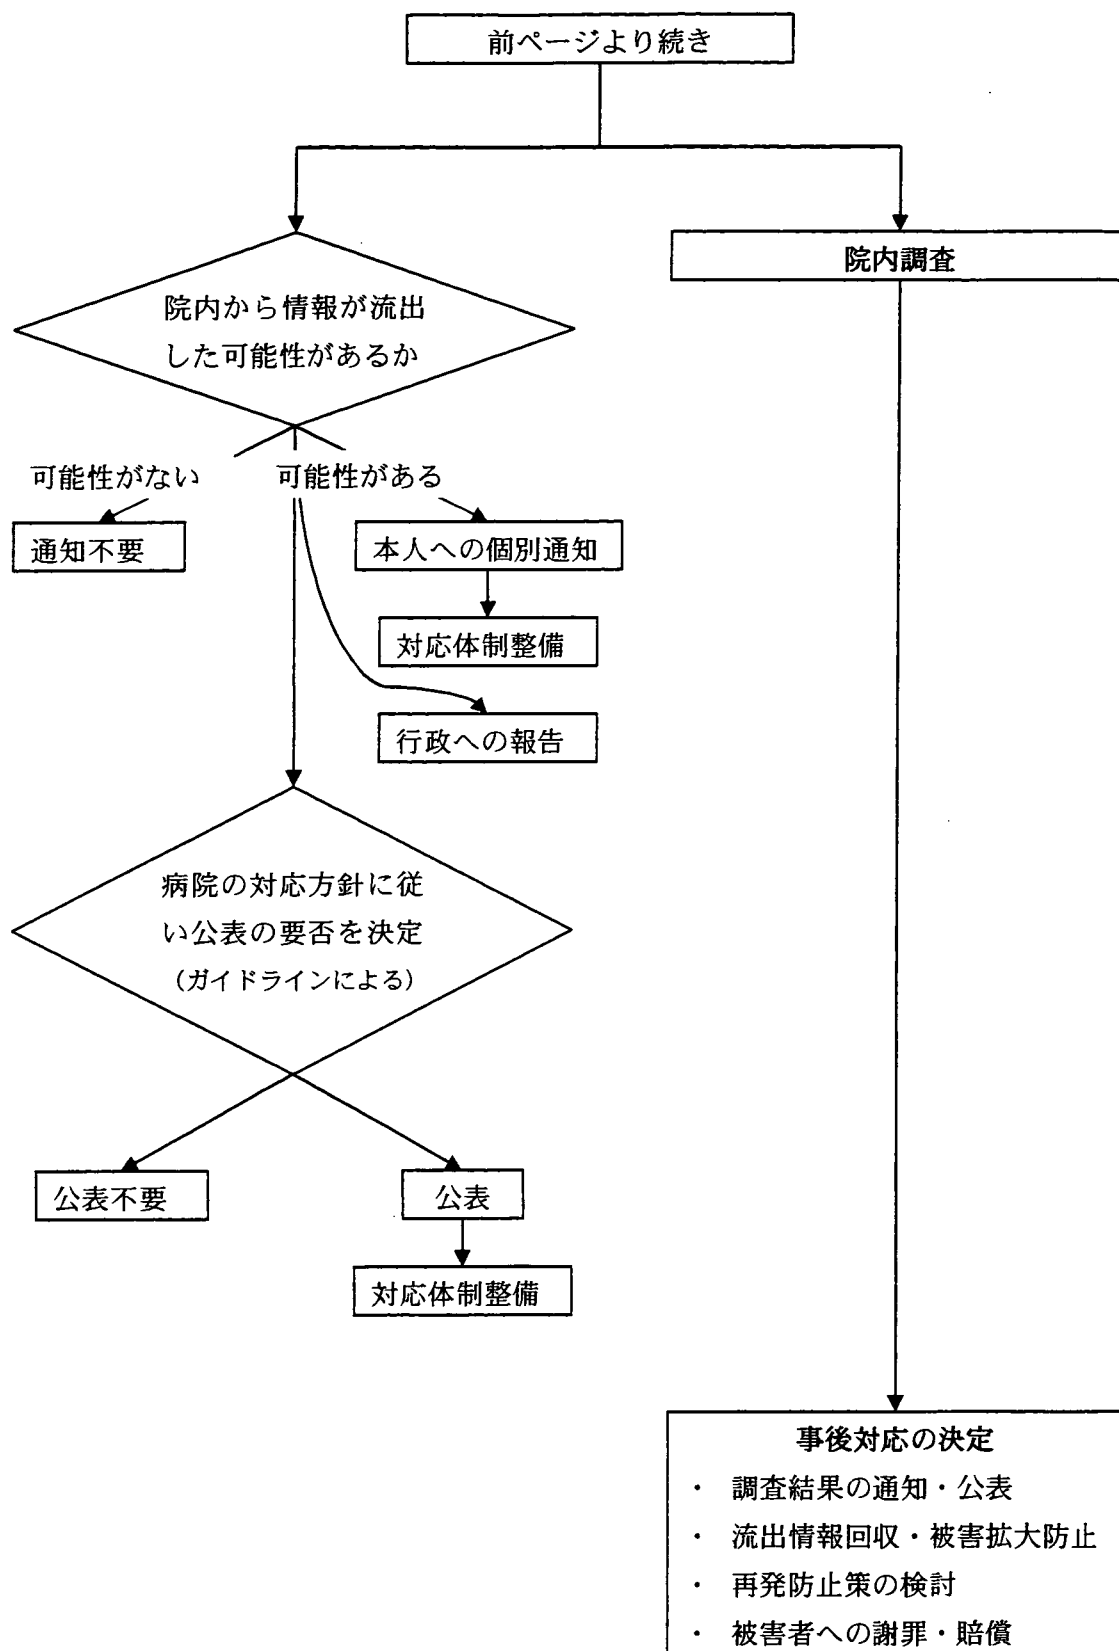 前ページより続き
院内調査
院内から情報が流出
した可能性があるか
可能性がない
可能性がある
通知不要
本人への個別通知
対応体制整備
行政への報告
病院の対応方針に従
い公表の要否を決定
（ガイドラインによる）
公表不要
公表
対応体制整備
事後対応の決定
・ 調査結果の通知・公表
・ 流出情報回収・被害拡大防止
・ 再発防止策の検討
・ 被害者への謝罪・賠償